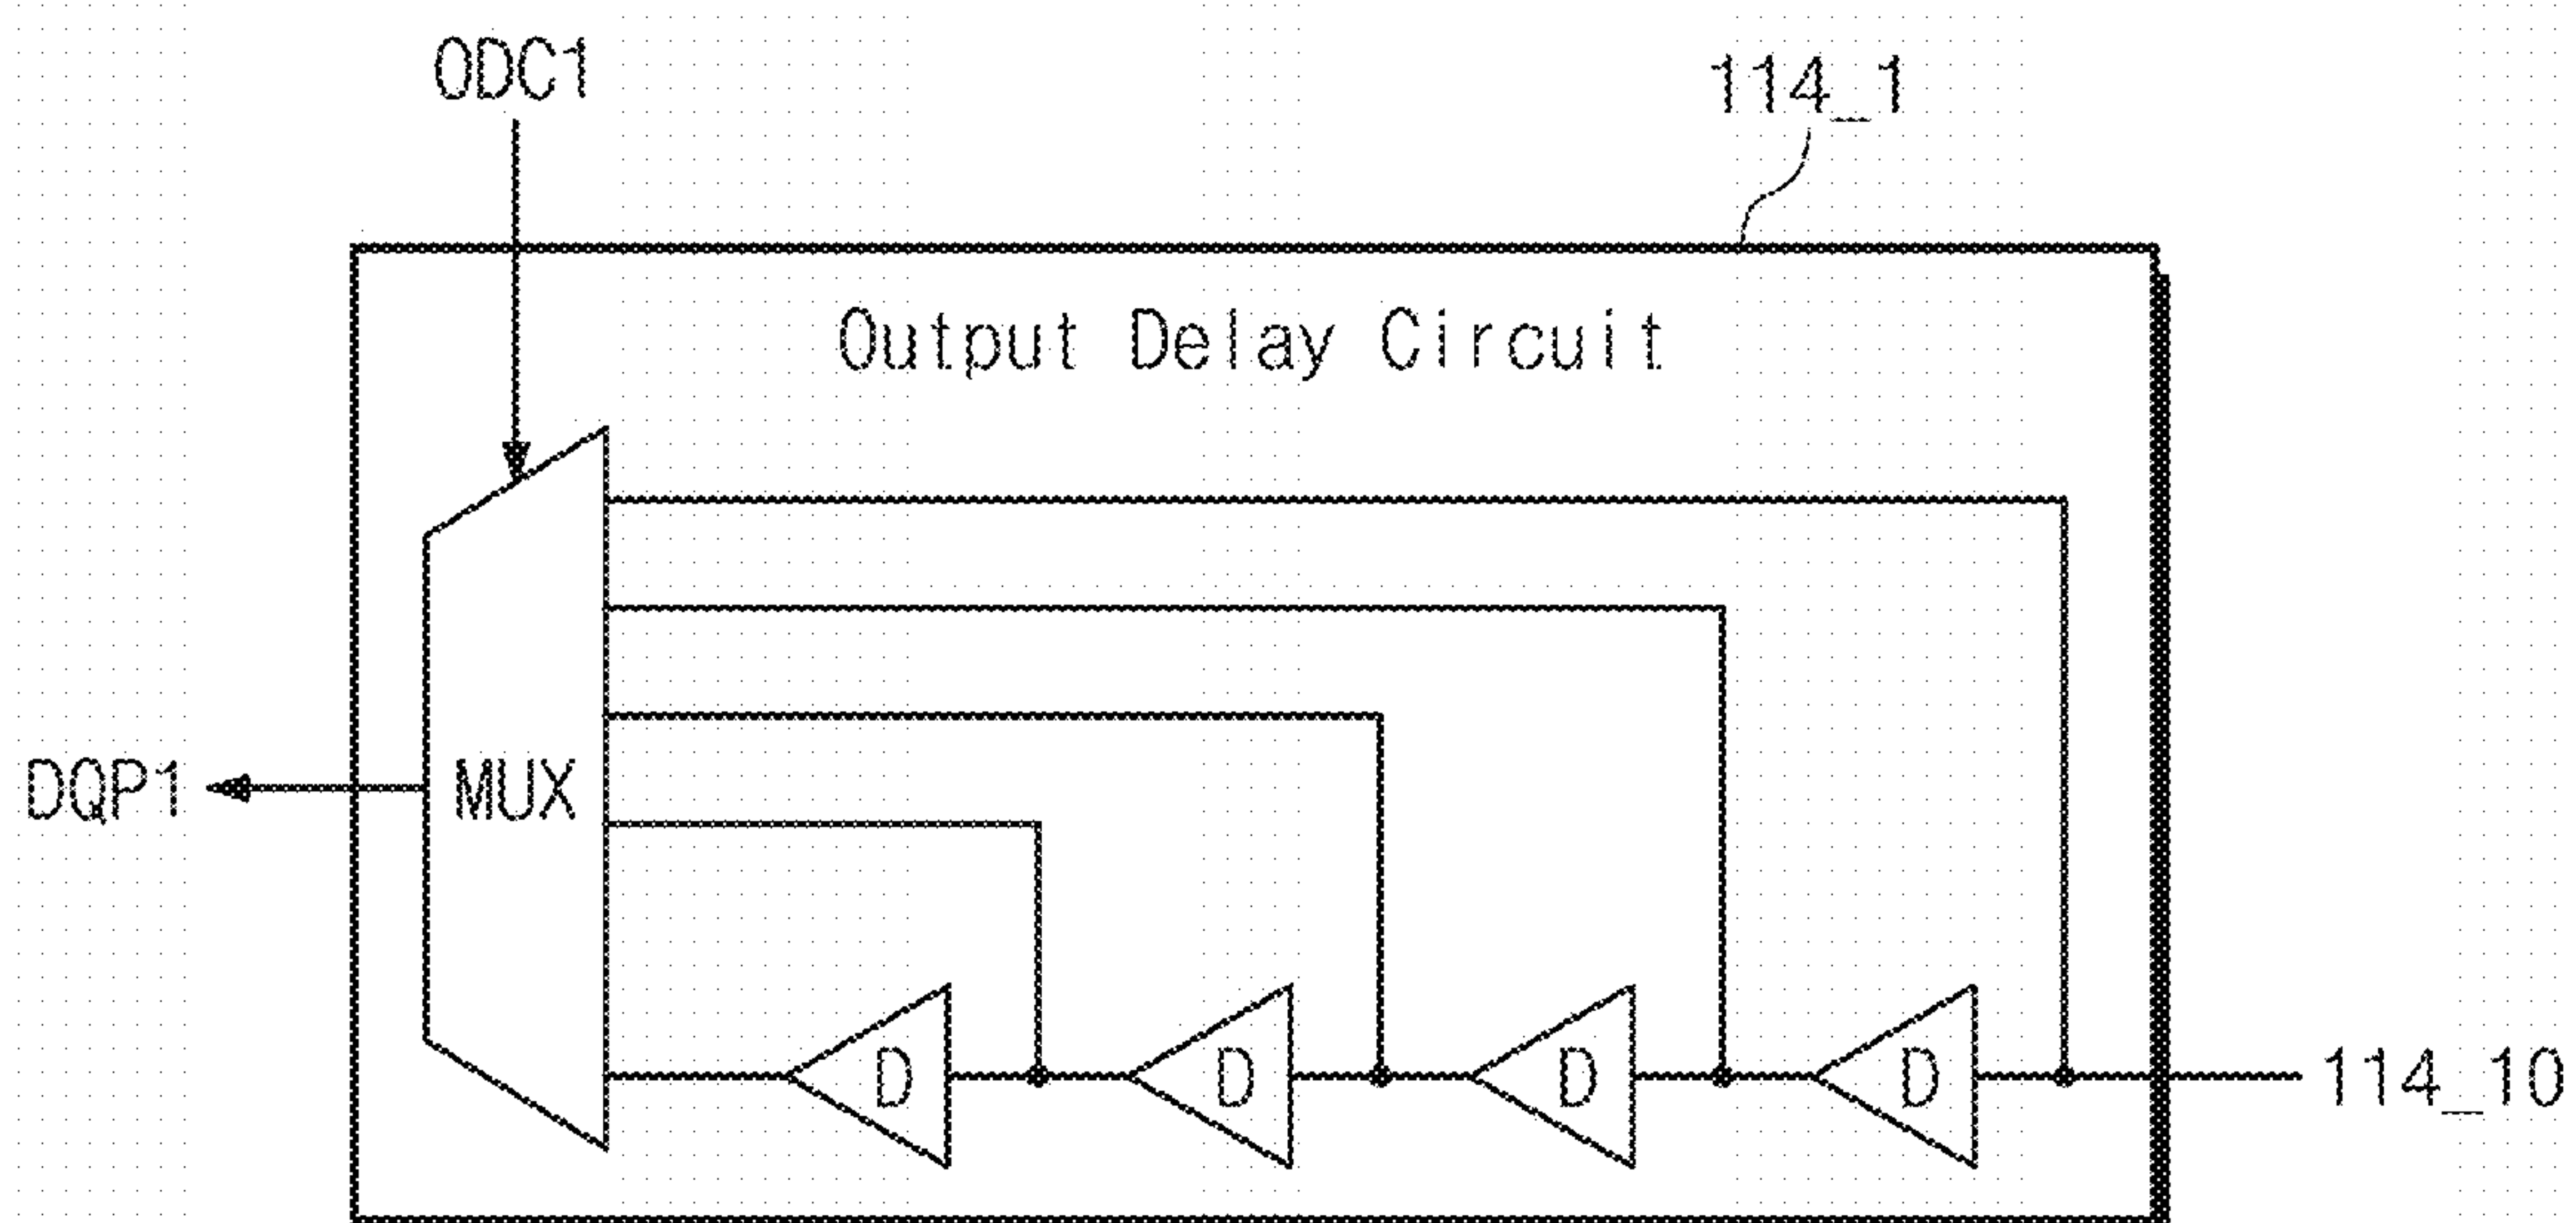 ODC1
114_1
Output Delay Circuit
DQP1
MUX
D
D
D
D
114_10